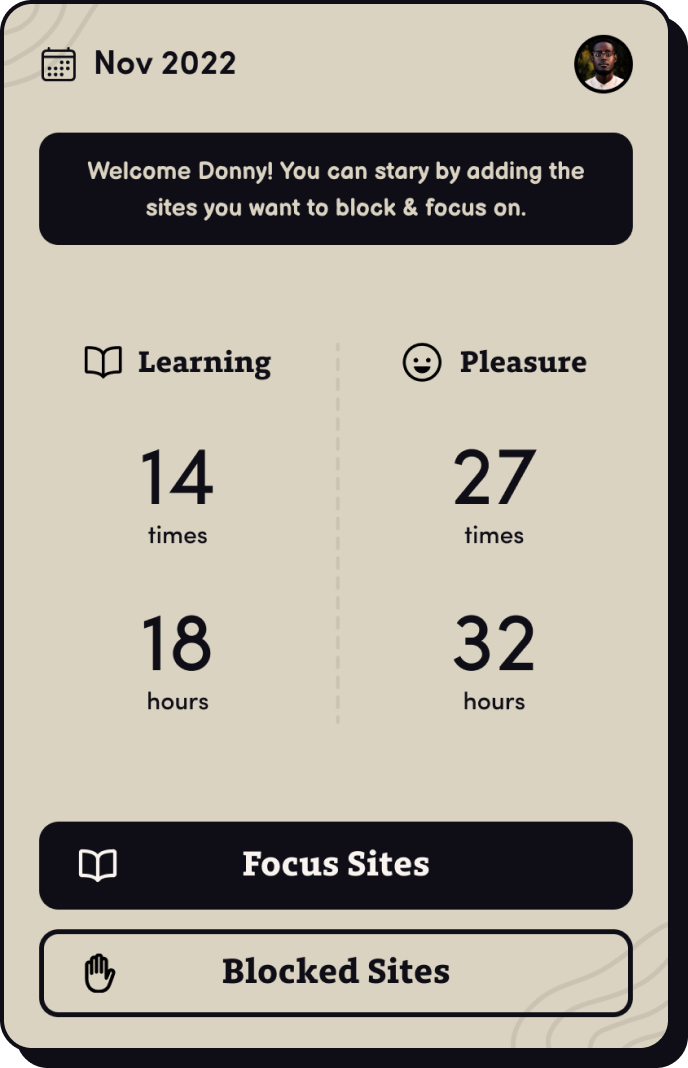 Nov 2022
Welcome Donny! You can stary by adding the
sites you want to block & focus on.
Learning
Pleasure
14
27
times
times
18
32
hours
hours
Focus Sites
Blocked Sites